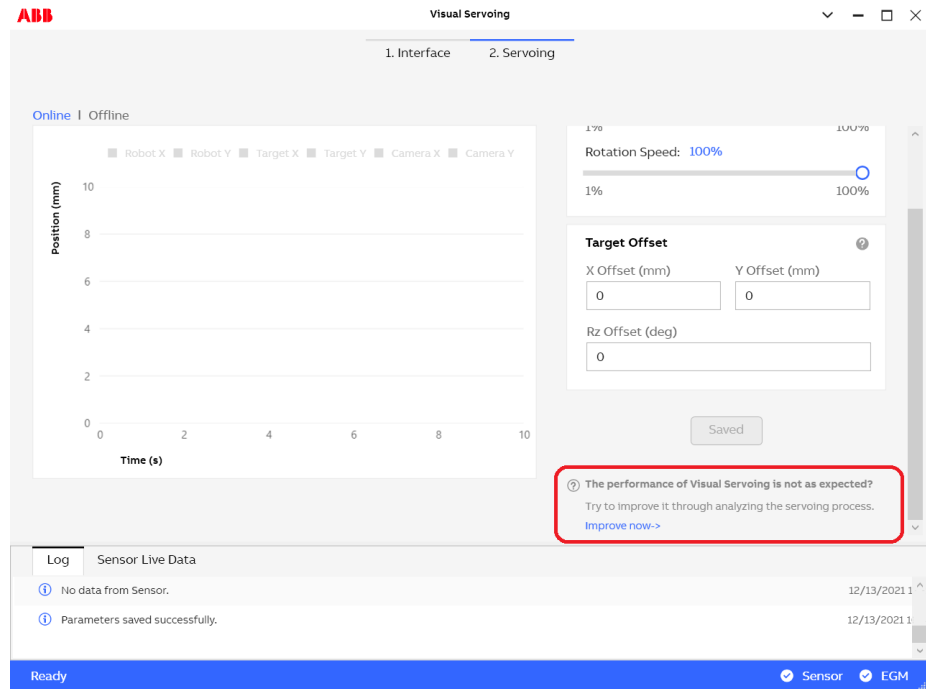 ABB
Visual Servoing
1. Interface
2. Servoing
Online | Offline
Robot X Robot Y Target X Target Y Camera X Camera Y
Position (mm)
10
8
6
4
2
0
0 2 4 6 8 10
Time (s)
1% 100%
Rotation Speed: 100%
1% 100%
Target Offset
X Offset (mm) Y Offset (mm)
0 0
Rz Offset (deg)
0
Saved
The performance of Visual Servoing is not as expected?
Try to improve it through analyzing the servoing process.
Improve now->
Log Sensor Live Data
No data from Sensor. 12/13/2021 1
Parameters saved successfully. 12/13/2021 1
Ready Sensor EGM